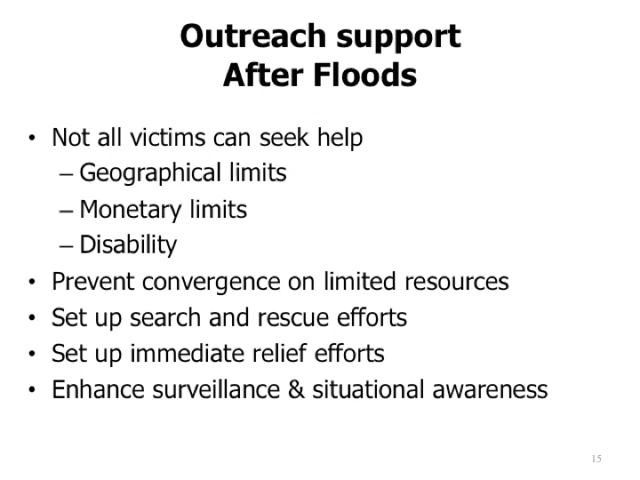 Outreach support
After Floods
• Not all victims can seek help
– Geographical limits
– Monetary limits
– Disability
• Prevent convergence on limited resources
• Set up search and rescue efforts
• Set up immediate relief efforts
• Enhance surveillance & situational awareness
15